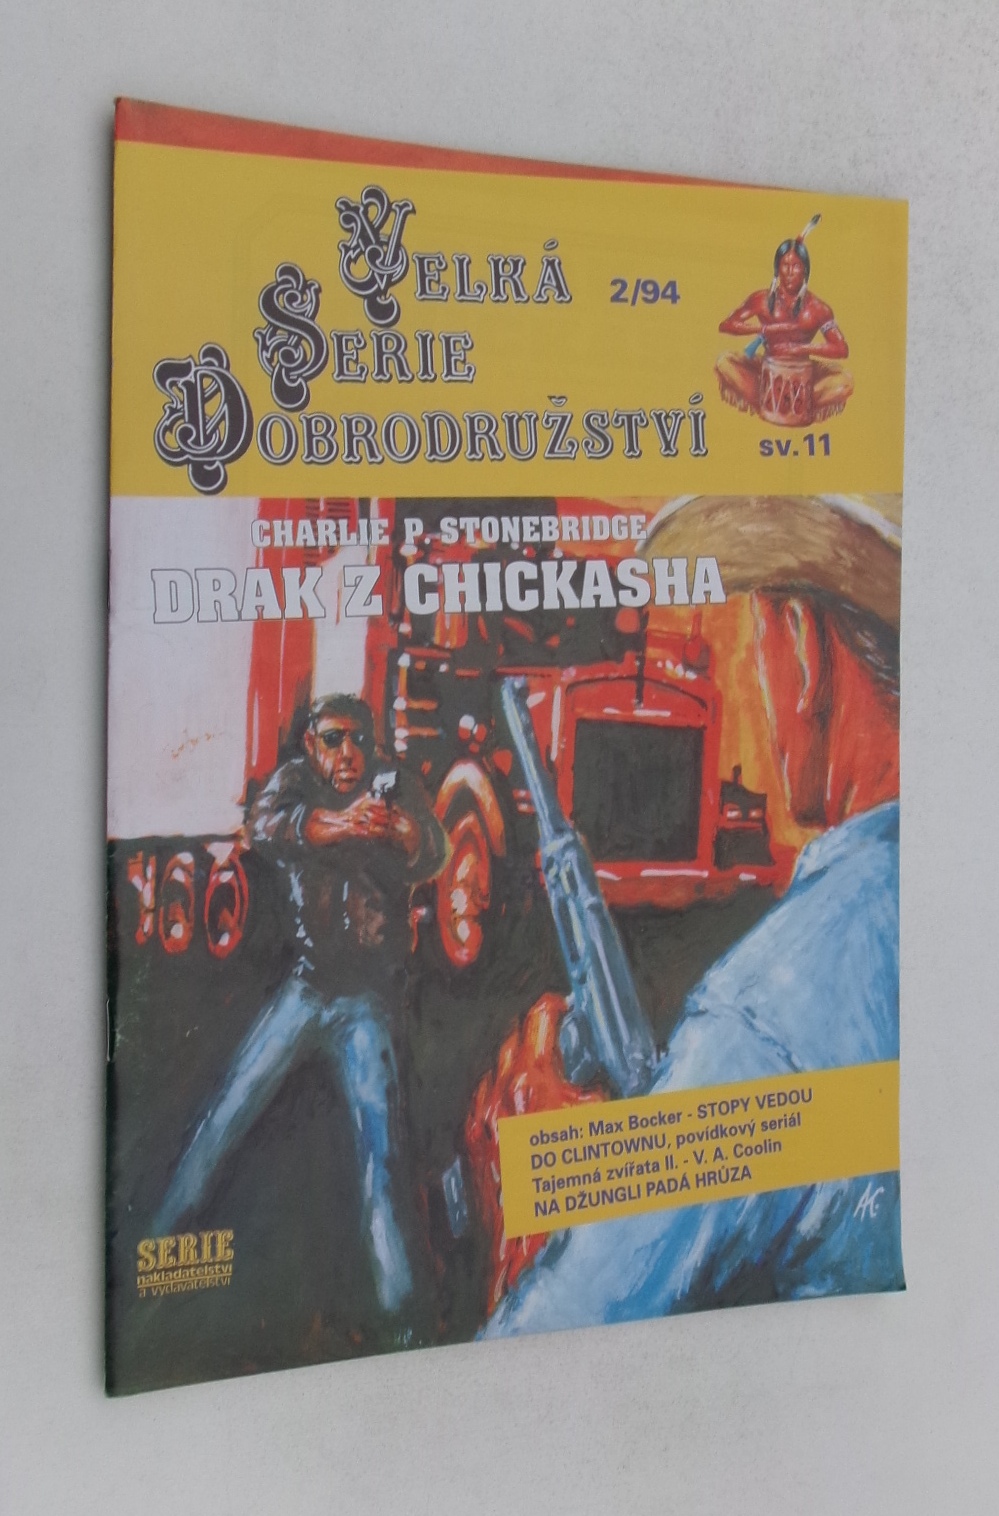 VELKÁ
SERIE
DOBRODRUŽSTVÍ
2/94
sv.11
CHARLIE P. STONEBRIDGE
DRAK Z CHICKASHA
obsah: Max Bocker - STOPY VEDOU
DO CLINTOWNU, povídkový seriál
Tajemná zvířata II. - V. A. Coolin
NA DŽUNGLI PADÁ HRŮZA
AC.
SERIE
nakladatelství
a vydavatelství